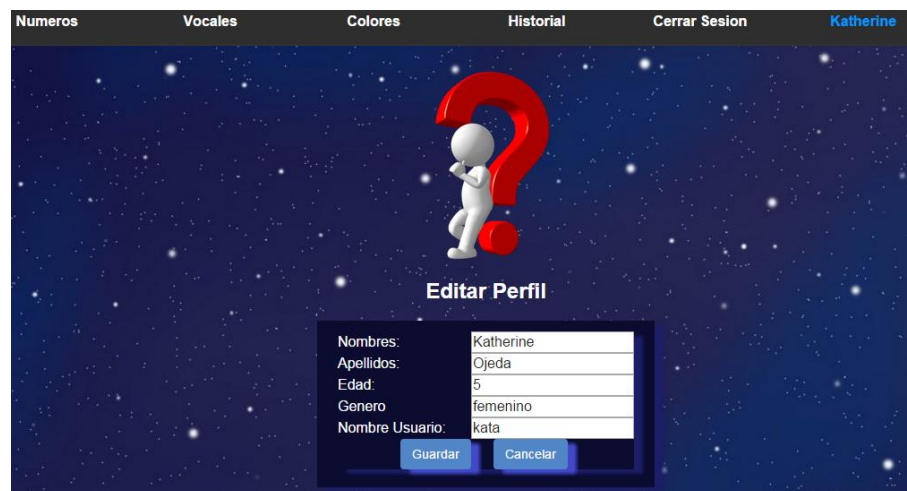 Numeros Vocales Colores Historial Cerrar Sesion Katherine
Editar Perfil
Nombres: Katherine
Apellidos: Ojeda
Edad: 5
Genero femenino
Nombre Usuario: kata
Guardar Cancelar